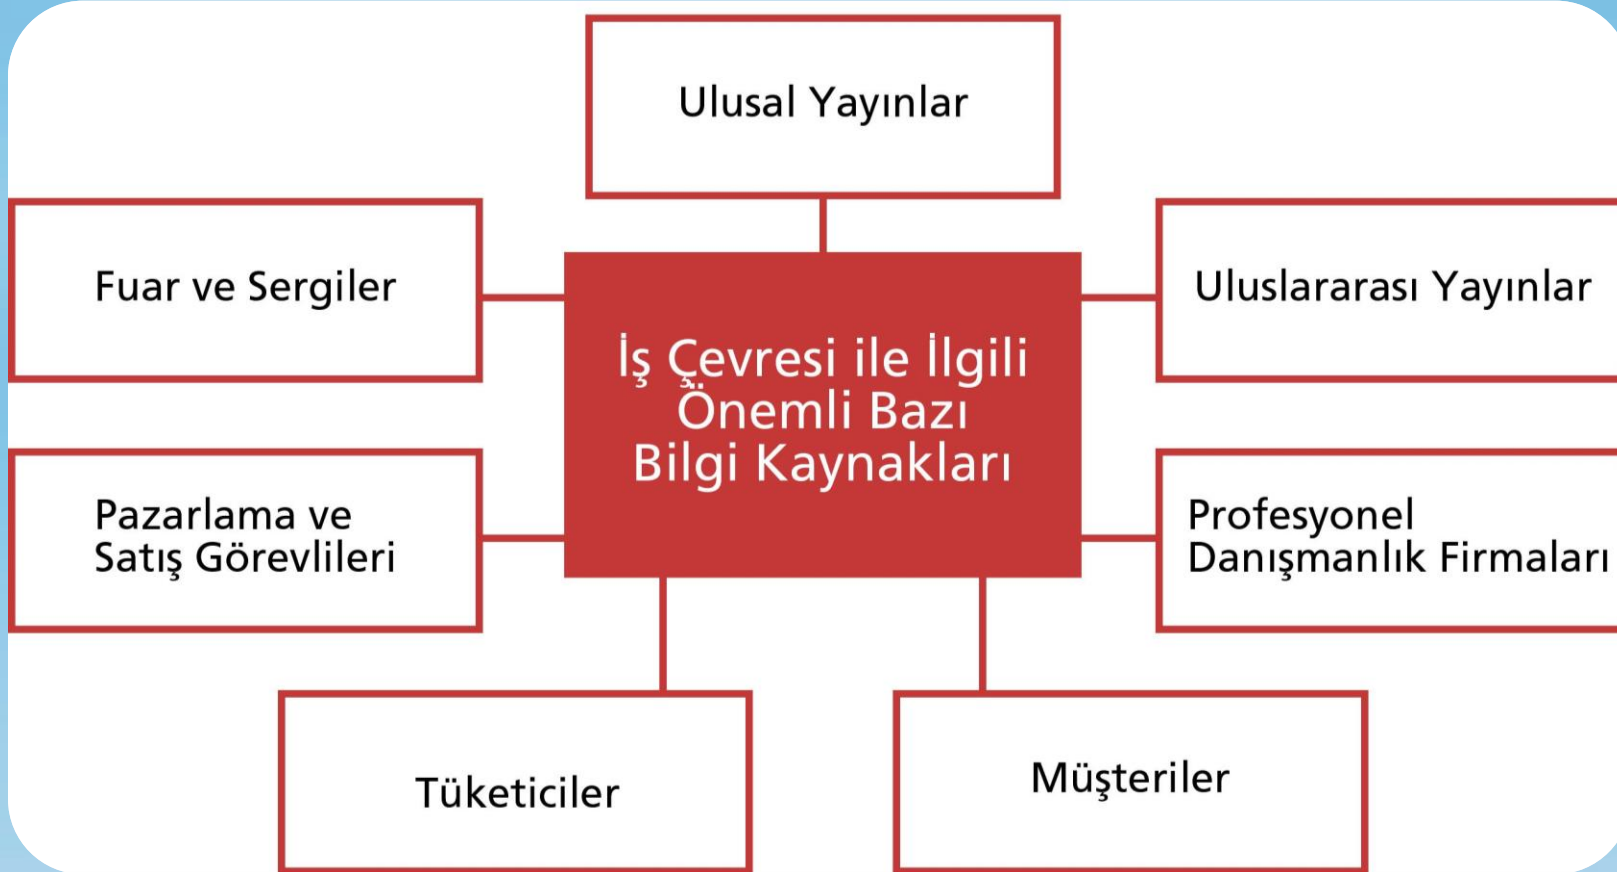 Ulusal Yayınlar
Fuar ve Sergiler
Uluslararası Yayınlar
İş Çevresi ile İlgili
Önemli Bazı
Bilgi Kaynakları
Pazarlama ve
Satış Görevlileri
Profesyonel
Danışmanlık Firmaları
Tüketiciler
Müşteriler